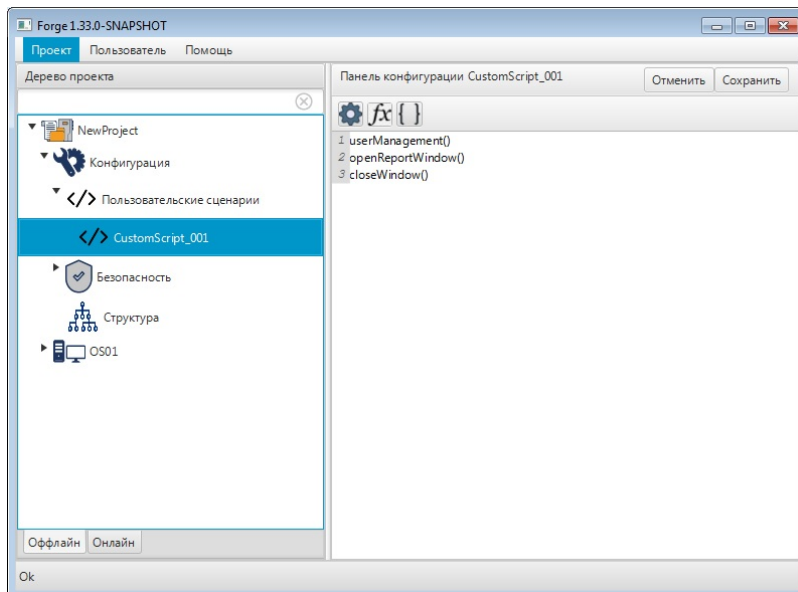 Forge 1.33.0-SNAPSHOT
Проект Пользователь Помощь
Дерево проекта
NewProject
Конфигурация
</> Пользовательские сценарии
</> CustomScript_001
Безопасность
Структура
OS01
Оффлайн Онлайн
Панель конфигурации CustomScript_001 Отменить Сохранить
fx { }
1 userManagement()
2 openReportWindow()
3 closeWindow()
Ok